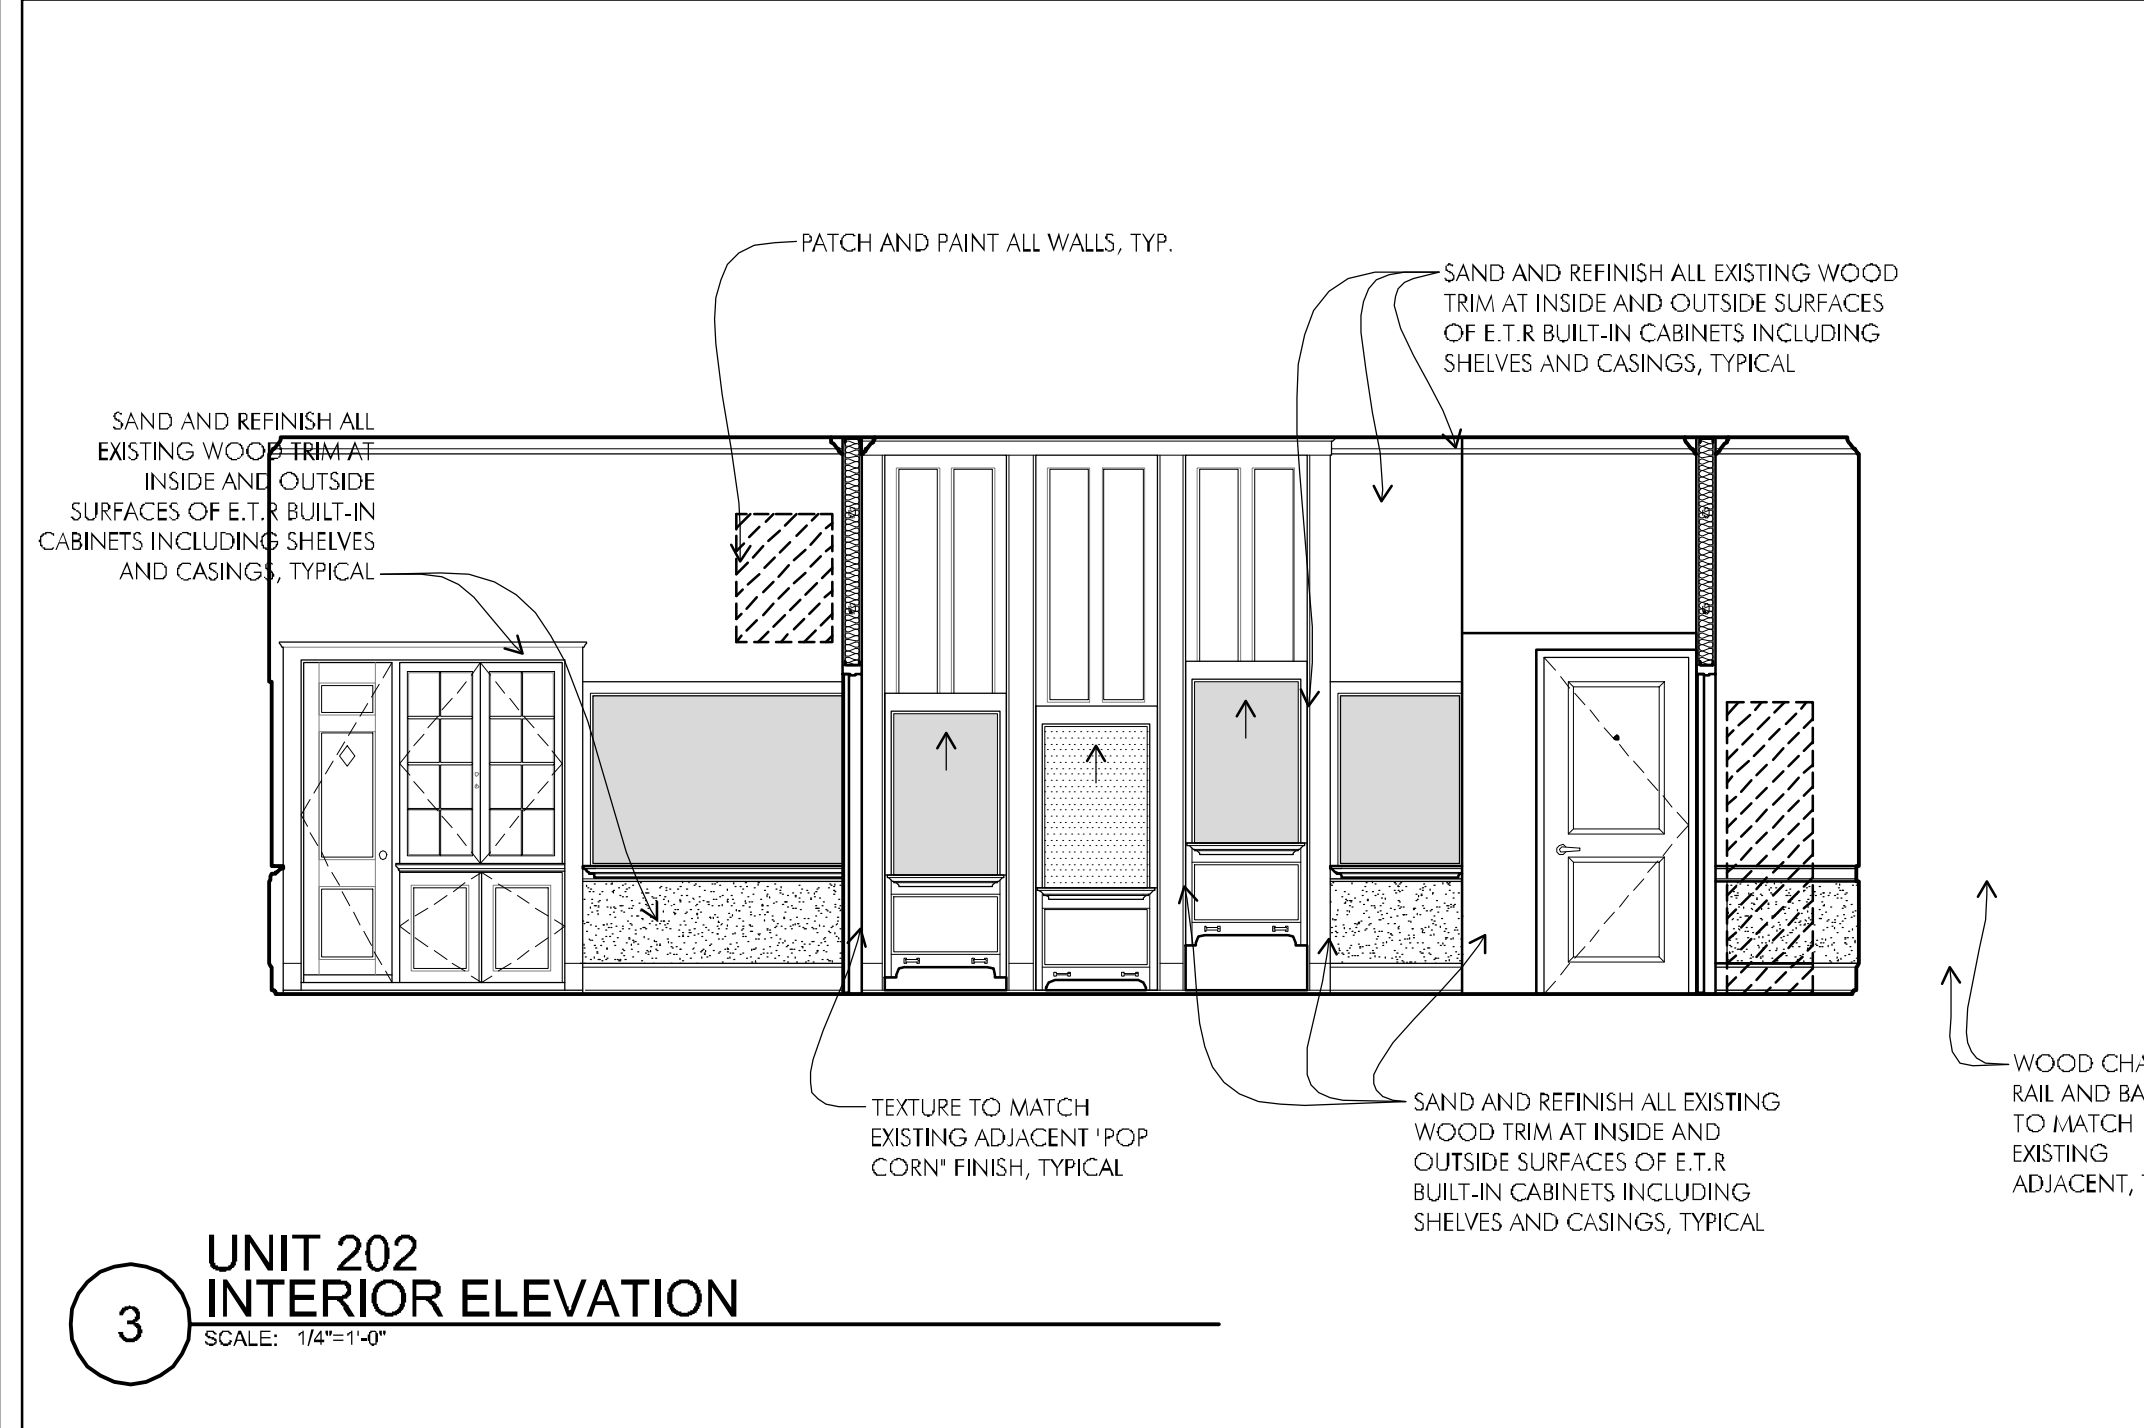 PATCH AND PAINT ALL WALLS, TYP.
SAND AND REFINISH ALL EXISTING WOOD
TRIM AT INSIDE AND OUTSIDE SURFACES
OF E.T.R BUILT-IN CABINETS INCLUDING
SHELVES AND CASINGS, TYPICAL
SAND AND REFINISH ALL
EXISTING WOOD TRIM AT
INSIDE AND OUTSIDE
SURFACES OF E.T.R BUILT-IN
CABINETS INCLUDING SHELVES
AND CASINGS, TYPICAL
TEXTURE TO MATCH
EXISTING ADJACENT 'POP
CORN" FINISH, TYPICAL
SAND AND REFINISH ALL EXISTING
WOOD TRIM AT INSIDE AND
OUTSIDE SURFACES OF E.T.R
BUILT-IN CABINETS INCLUDING
SHELVES AND CASINGS, TYPICAL
WOOD
RAIL AND
TO MATCH
EXISTING
ADJACENT,
UNIT 202
INTERIOR ELEVATION
3
SCALE: 1/4"=1'-0"